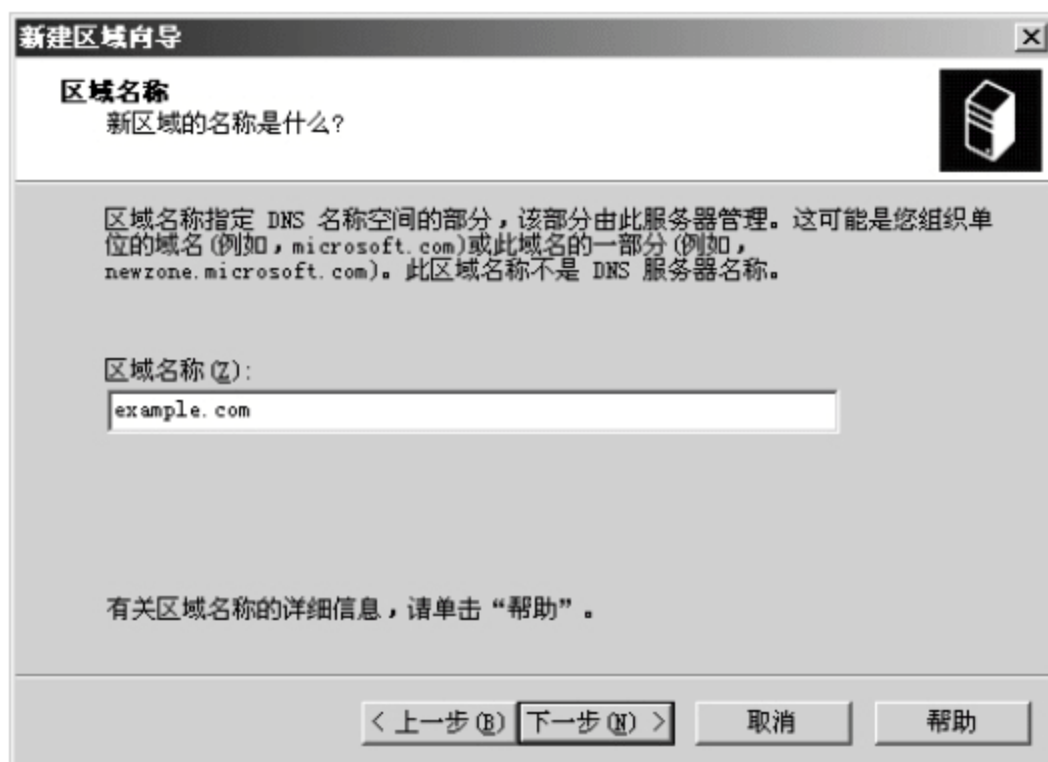 新建区域向导
区域名称
新区域的名称是什么?
区域名称指定 DNS 名称空间的部分，该部分由此服务器管理。这可能是您组织单
位的域名(例如，microsoft.com)或此域名的一部分(例如，
newzone.microsoft.com)。此区域名称不是 DNS 服务器名称。
区域名称(Z):
example.com
有关区域名称的详细信息，请单击“帮助”。
< 上一步(B) 下一步(N) > 取消 帮助